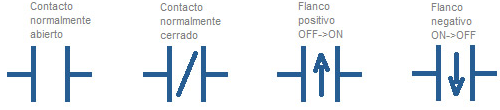 Contacto
normalmente
abierto
Contacto
normalmente
cerrado
Flanco
positivo
OFF->ON
Flanco
negativo
ON->OFF